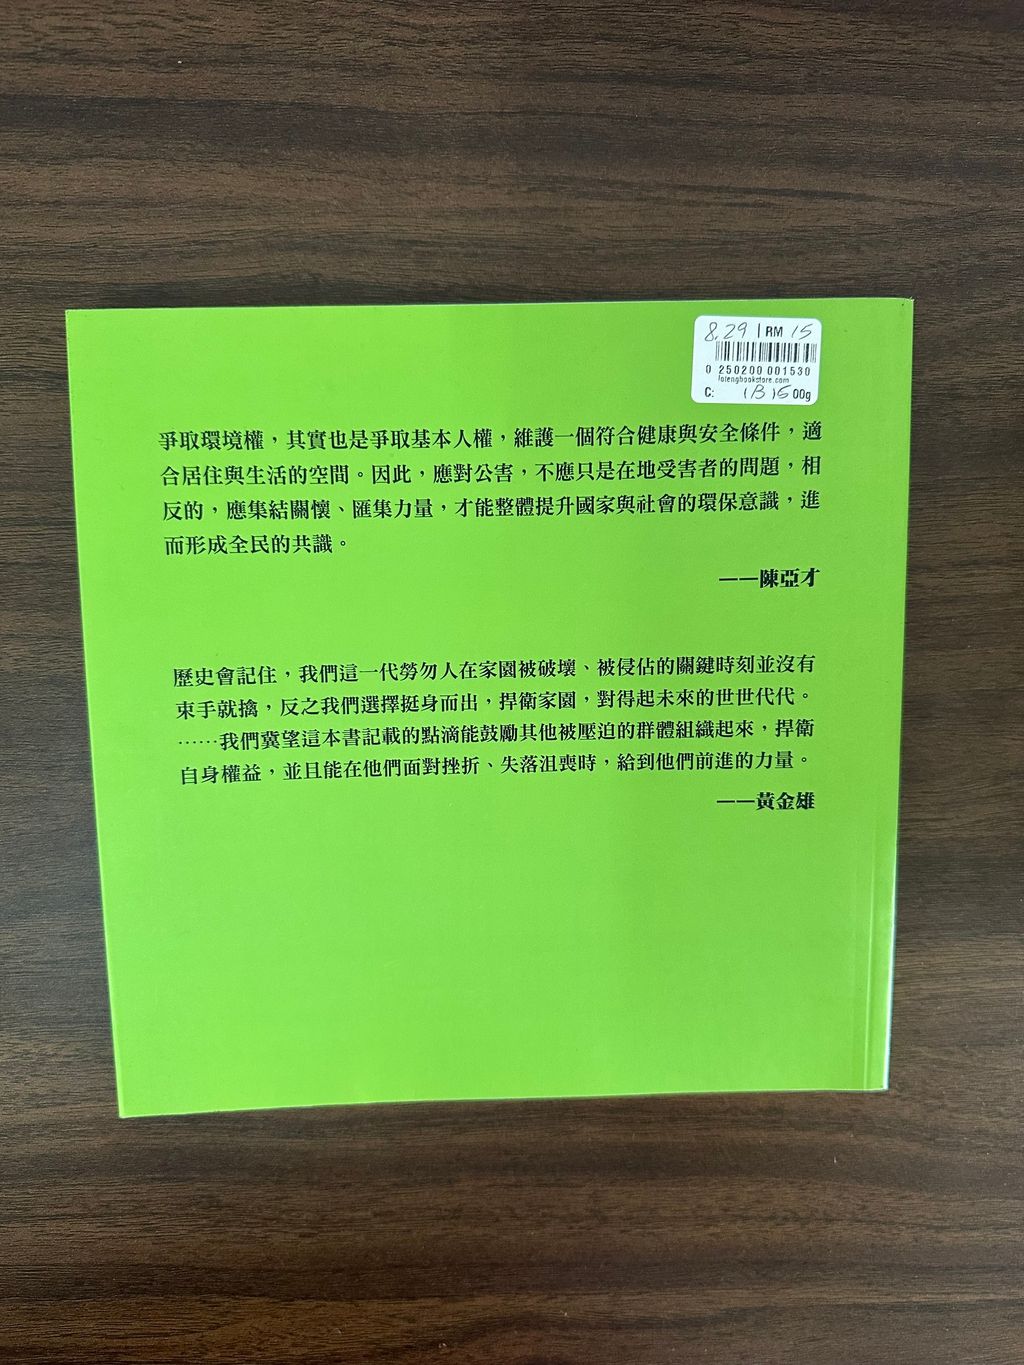 8.29 | RM 15
0 250200 001530
fatengbookstore.com
C: (B)15 00g
爭取環境權，其實也是爭取基本人權，維護一個符合健康與安全條件，適
合居住與生活的空間。因此，應對公害，不應只是在地受害者的問題，相
反的，應集結關懷、匯集力量，才能整體提升國家與社會的環保意識，進
而形成全民的共識。
——陳亞才
歷史會記住，我們這一代勞勿人在家園被破壞、被侵佔的關鍵時刻並沒有
束手就擒，反之我們選擇挺身而出，捍衛家園，對得起未來的世世代代。
……我們冀望這本書記載的點滴能鼓勵其他被壓迫的群體組織起來，捍衛
自身權益，並且能在他們面對挫折、失落沮喪時，給到他們前進的力量。
——黃金雄